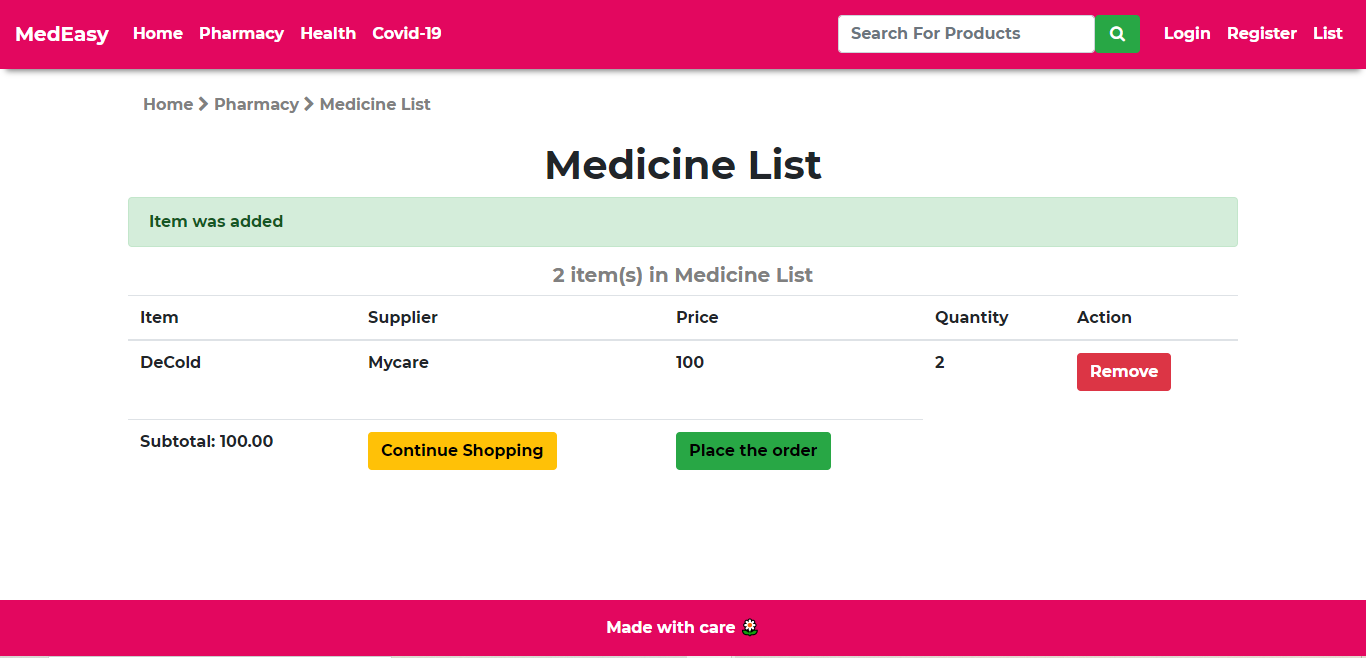 MedEasy Home Pharmacy Health Covid-19 Search For Products Login Register List
Home Pharmacy Medicine List
Medicine List
Item was added
2 item(s) in Medicine List
Item Supplier Price Quantity Action
DeCold Mycare 100 2 Remove
Subtotal: 100.00 Continue Shopping Place the order
Made with care